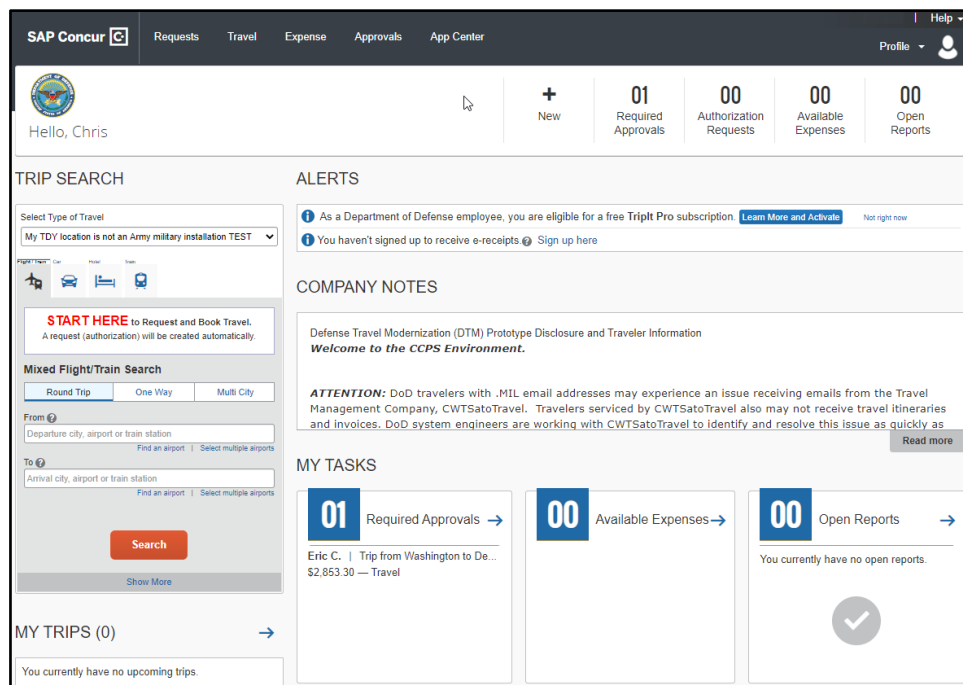 Help
SAP Concur C
Requests
Travel
Expense
Approvals
App Center
Profile
Hello, Chris
+
New
01
Required
Approvals
00
Authorization
Requests
00
Available
Expenses
00
Open
Reports
TRIP SEARCH
Select Type of Travel
My TDY location is not an Army military installation TEST
Flight / Train
Car
Hotel
Train
START HERE to Request and Book Travel.
A request (authorization) will be created automatically.
Mixed Flight/Train Search
Round Trip
One Way
Multi City
From ?
Departure city, airport or train station
Find an airport | Select multiple airports
To ?
Arrival city, airport or train station
Find an airport | Select multiple airports
Search
Show More
MY TRIPS (0)
You currently have no upcoming trips.
ALERTS
As a Department of Defense employee, you are eligible for a free TripIt Pro subscription. Learn More and Activate Not right now
You haven't signed up to receive e-receipts. ? Sign up here
COMPANY NOTES
Defense Travel Modernization (DTM) Prototype Disclosure and Traveler Information
Welcome to the CCPS Environment.
ATTENTION: DoD travelers with .MIL email addresses may experience an issue receiving emails from the Travel
Management Company, CWTSatoTravel. Travelers serviced by CWTSatoTravel also may not receive travel itineraries
and invoices. DoD system engineers are working with CWTSatoTravel to identify and resolve this issue as quickly as
Read more
MY TASKS
01 Required Approvals
Eric C. | Trip from Washington to De...
$2,853.30 — Travel
00 Available Expenses
00 Open Reports
You currently have no open reports.